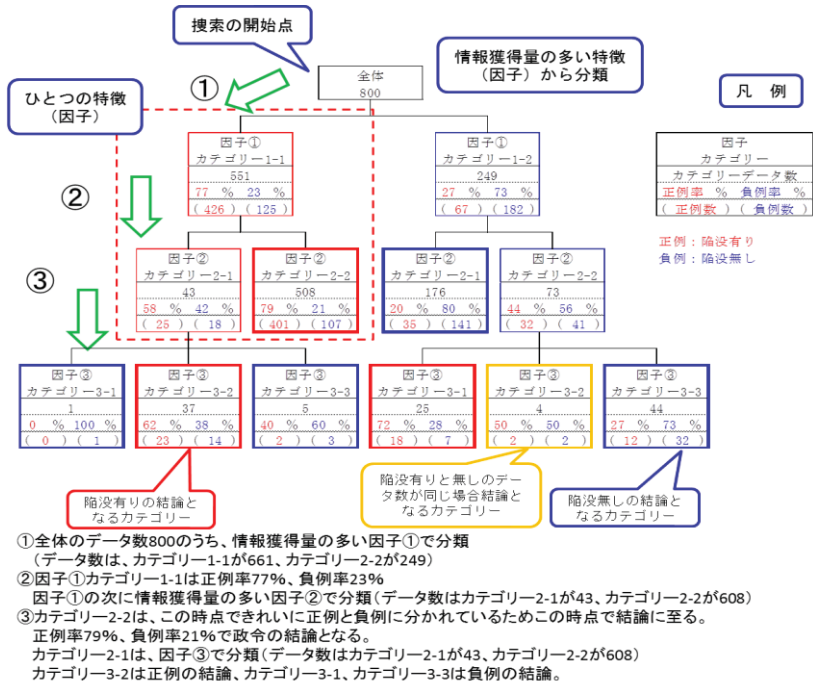 捜索の開始点
情報獲得量の多い特徴
（因子）から分類
ひとつの特徴
（因子）
凡　例
①
②
③
全体
800
因子
カテゴリー
カテゴリーデータ数
正例率 % 負例率 %
( 正例数 ) ( 負例数 )
正例：陥没有り
負例：陥没無し
因子①
カテゴリー1-1
551
77 % 23 %
( 426 ) ( 125 )
因子①
カテゴリー1-2
249
27 % 73 %
( 67 ) ( 182 )
因子②
カテゴリー2-1
43
58 % 42 %
( 25 ) ( 18 )
因子②
カテゴリー2-2
508
79 % 21 %
( 401 ) ( 107 )
因子②
カテゴリー2-1
176
20 % 80 %
( 35 ) ( 141 )
因子②
カテゴリー2-2
73
44 % 56 %
( 32 ) ( 41 )
因子③
カテゴリー3-1
1
0 % 100 %
( 0 ) ( 1 )
因子③
カテゴリー3-2
37
62 % 38 %
( 23 ) ( 14 )
因子③
カテゴリー3-3
5
40 % 60 %
( 2 ) ( 3 )
因子③
カテゴリー3-1
25
72 % 28 %
( 18 ) ( 7 )
因子③
カテゴリー3-2
4
50 % 50 %
( 2 ) ( 2 )
因子③
カテゴリー3-3
44
27 % 73 %
( 12 ) ( 32 )
陥没有りの結論と
なるカテゴリー
陥没有りと無しのデー
タ数が同じ場合結論と
なるカテゴリー
陥没無しの結論と
なるカテゴリー
①全体のデータ数800のうち、情報獲得量の多い因子①で分類
（データ数は、カテゴリー1-1が661、カテゴリー2-2が249）
②因子①カテゴリー1-1は正例率77%、負例率23%
因子①の次に情報獲得量の多い因子②で分類（データ数はカテゴリー2-1が43、カテゴリー2-2が608）
③カテゴリー2-2は、この時点できれいに正例と負例に分かれているためこの時点で結論に至る。
正例率79%、負例率21%で政令の結論となる。
カテゴリー2-1は、因子③で分類（データ数はカテゴリー2-1が43、カテゴリー2-2が608）
カテゴリー3-2は正例の結論、カテゴリー3-1、カテゴリー3-3は負例の結論。